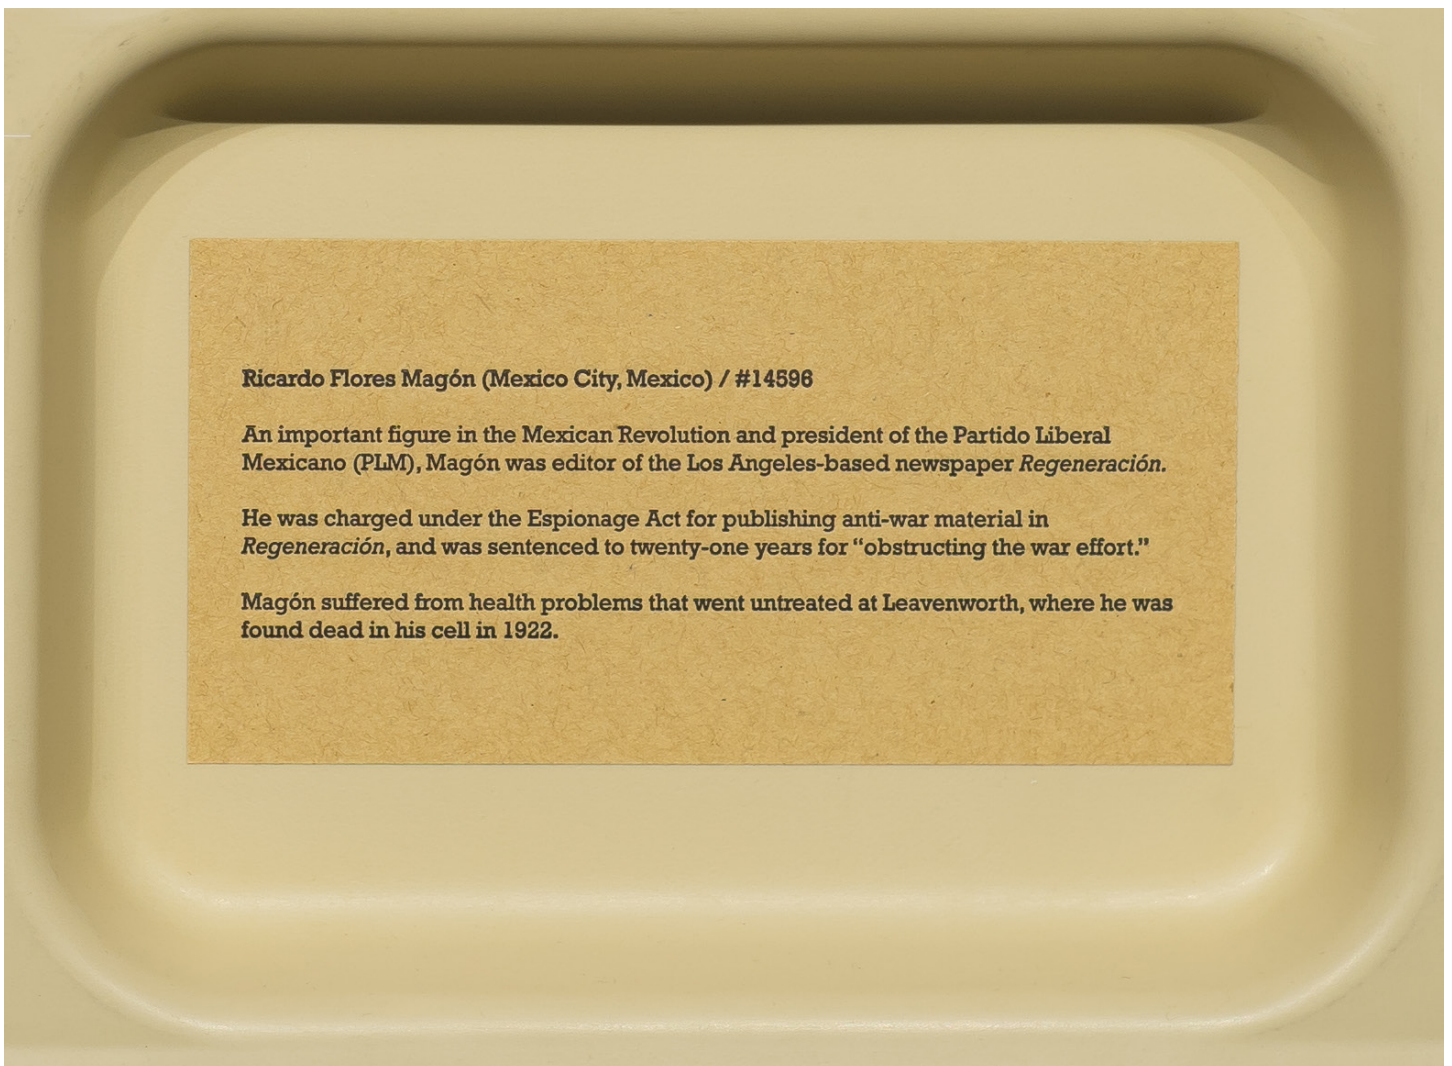 Ricardo Flores Magón (Mexico City, Mexico) / #14596
An important figure in the Mexican Revolution and president of the Partido Liberal
Mexicano (PLM), Magón was editor of the Los Angeles-based newspaper Regeneración.
He was charged under the Espionage Act for publishing anti-war material in
Regeneración, and was sentenced to twenty-one years for “obstructing the war effort.”
Magón suffered from health problems that went untreated at Leavenworth, where he was
found dead in his cell in 1922.